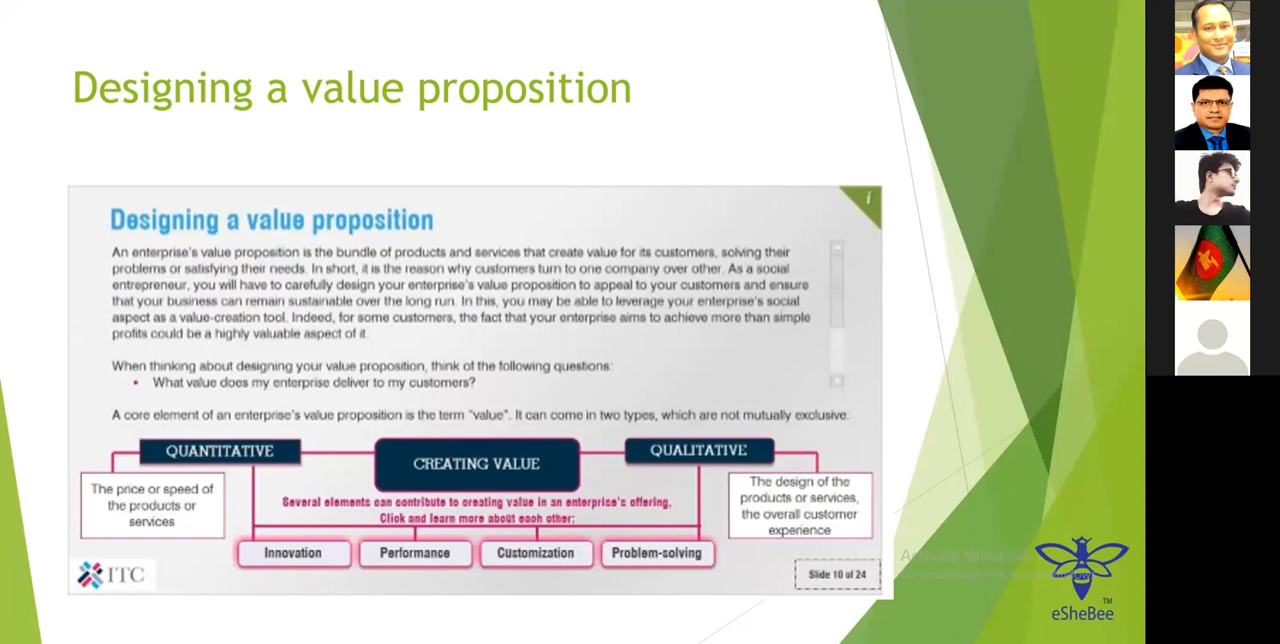 Designing a value proposition
Designing a value proposition
i
An enterprise's value proposition is the bundle of products and services that create value for its customers, solving their
problems or satisfying their needs. In short, it is the reason why customers turn to one company over other. As a social
entrepreneur, you will have to carefully design your enterprise's value proposition to appeal to your customers and ensure
that your business can remain sustainable over the long run. In this, you may be able to leverage your enterprise's social
aspect as a value-creation tool. Indeed, for some customers, the fact that your enterprise aims to achieve more than simple
profits could be a highly valuable aspect of it.
When thinking about designing your value proposition, think of the following questions:
• What value does my enterprise deliver to my customers?
A core element of an enterprise's value proposition is the term "value". It can come in two types, which are not mutually exclusive:
QUANTITATIVE
CREATING VALUE
QUALITATIVE
The price or speed of
the products or
services
Several elements can contribute to creating value in an enterprise's offering.
Click and learn more about each other:
The design of the
products or services,
the overall customer
experience
Innovation
Performance
Customization
Problem-solving
ITC
Slide 10 of 24
Activate Windows
TM
eSheBee